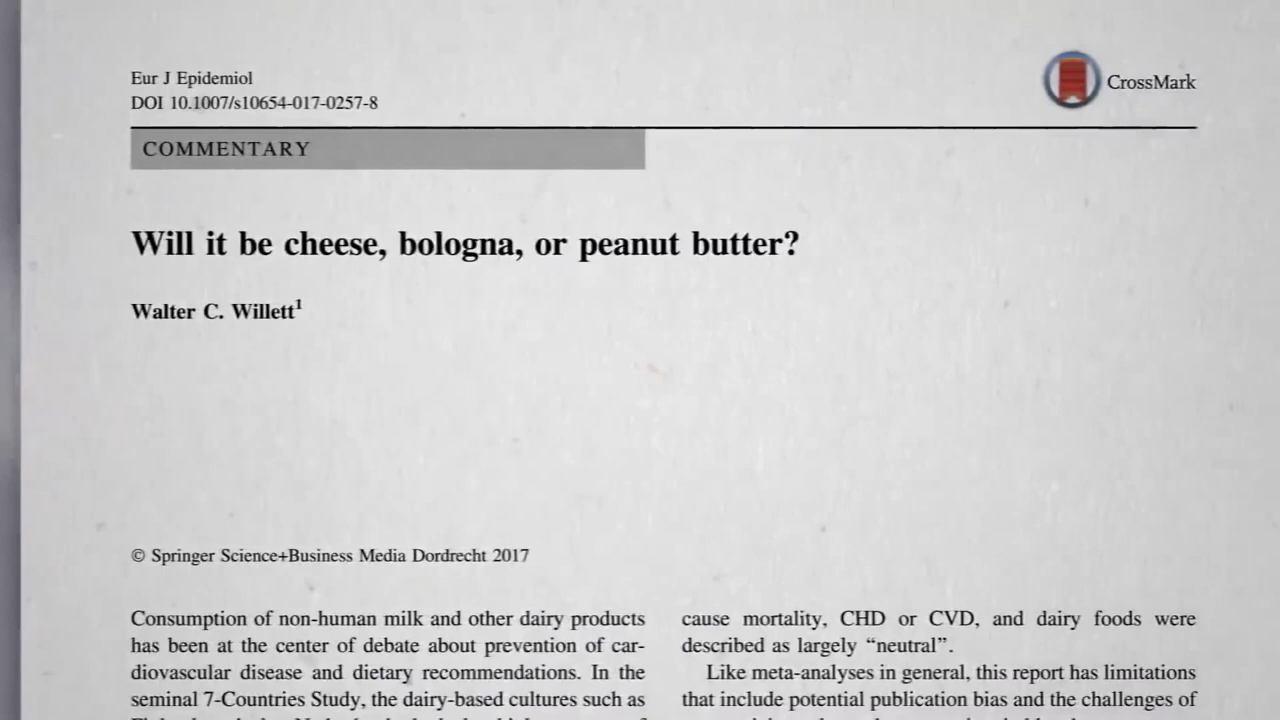 Eur J Epidemiol
DOI 10.1007/s10654-017-0257-8
CrossMark
COMMENTARY
Will it be cheese, bologna, or peanut butter?
Walter C. Willett1
© Springer Science+Business Media Dordrecht 2017
Consumption of non-human milk and other dairy products
has been at the center of debate about prevention of car-
diovascular disease and dietary recommendations. In the
seminal 7-Countries Study, the dairy-based cultures such as
cause mortality, CHD or CVD, and dairy foods were
described as largely “neutral”.
Like meta-analyses in general, this report has limitations
that include potential publication bias and the challenges of